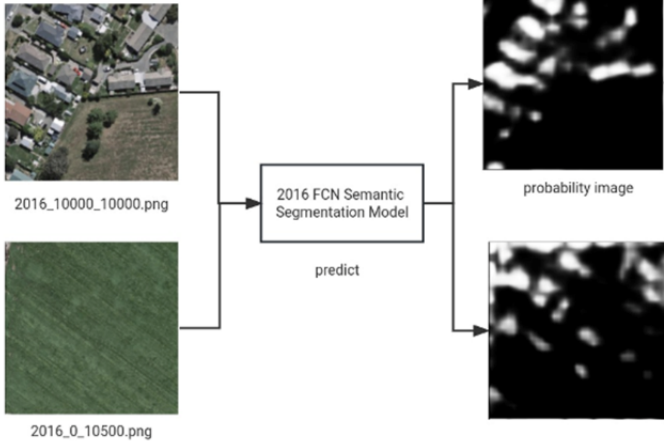 2016_10000_10000.png
2016 FCN Semantic
Segmentation Model
predict
probability image
2016_0_10500.png